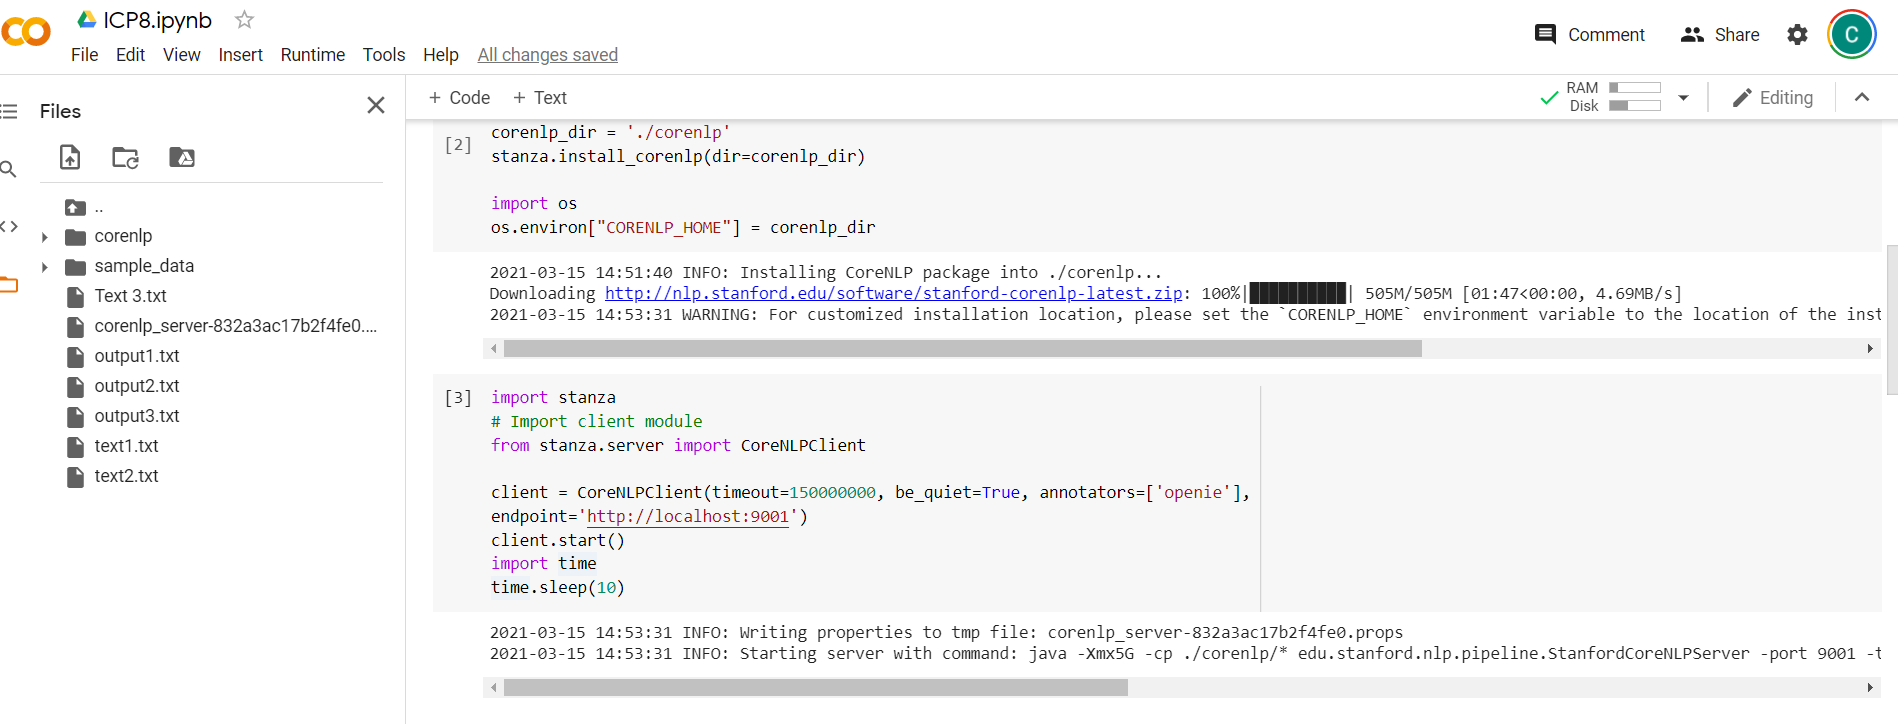 ICP8.ipynb
File Edit View Insert Runtime Tools Help All changes saved
Comment Share C
Files
+ Code + Text
RAM
Disk
Editing
..
corenlp
sample_data
Text 3.txt
corenlp_server-832a3ac17b2f4fe0....
output1.txt
output2.txt
output3.txt
text1.txt
text2.txt
[2]
corenlp_dir = './corenlp'
stanza.install_corenlp(dir=corenlp_dir)
import os
os.environ["CORENLP_HOME"] = corenlp_dir
2021-03-15 14:51:40 INFO: Installing CoreNLP package into ./corenlp...
Downloading http://nlp.stanford.edu/software/stanford-corenlp-latest.zip: 100%|██████████| 505M/505M [01:47<00:00, 4.69MB/s]
2021-03-15 14:53:31 WARNING: For customized installation location, please set the `CORENLP_HOME` environment variable to the location of the inst
[3]
import stanza
# Import client module
from stanza.server import CoreNLPClient
client = CoreNLPClient(timeout=150000000, be_quiet=True, annotators=['openie'],
endpoint='http://localhost:9001')
client.start()
import time
time.sleep(10)
2021-03-15 14:53:31 INFO: Writing properties to tmp file: corenlp_server-832a3ac17b2f4fe0.props
2021-03-15 14:53:31 INFO: Starting server with command: java -Xmx5G -cp ./corenlp/* edu.stanford.nlp.pipeline.StanfordCoreNLPServer -port 9001 -t